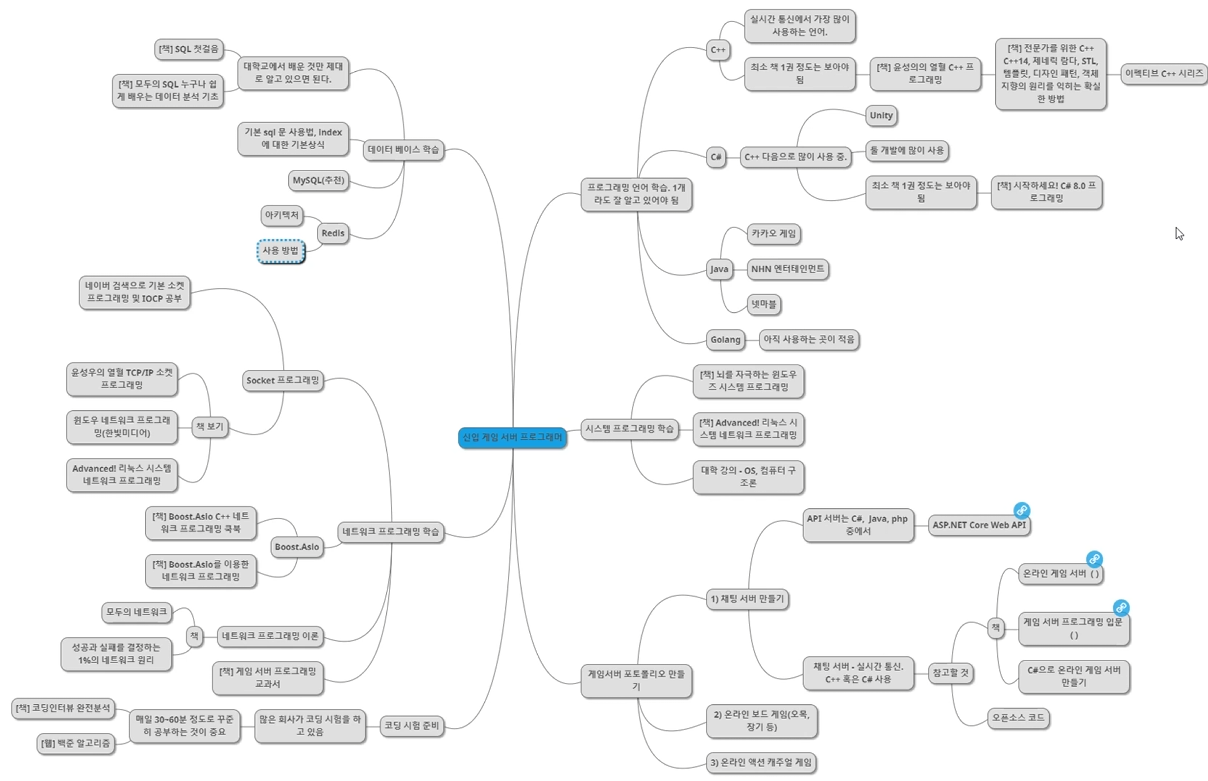 신입 게임 서버 프로그래머
프로그래밍 언어 학습. 1개
라도 잘 알고 있어야 됨
C++
실시간 통신에서 가장 많이
사용하는 언어.
최소 책 1권 정도는 보아야
됨
[책] 윤성의의 열혈 C++ 프
로그래밍
[책] 전문가를 위한 C++
C++14, 제네릭 람다, STL,
템플릿, 디자인 패턴, 객체
지향의 원리를 익히는 확실
한 방법
이펙티브 C++ 시리즈
C#
C++ 다음으로 많이 사용 중.
Unity
툴 개발에 많이 사용
최소 책 1권 정도는 보아야
됨
[책] 시작하세요! C# 8.0 프
로그래밍
Java
카카오 게임
NHN 엔터테인먼트
넷마블
Golang
아직 사용하는 곳이 적음
시스템 프로그래밍 학습
[책] 뇌를 자극하는 윈도우
즈 시스템 프로그래밍
[책] Advanced! 리눅스 시
스템 네트워크 프로그래밍
대학 강의 - OS, 컴퓨터 구
조론
게임서버 포토폴리오 만들
기
1) 채팅 서버 만들기
API 서버는 C#, Java, php
중에서
ASP.NET Core Web API
채팅 서버 - 실시간 통신.
C++ 혹은 C# 사용
참고할 것
책
온라인 게임 서버 ( )
게임 서버 프로그래밍 입문
( )
C#으로 온라인 게임 서버
만들기
오픈소스 코드
2) 온라인 보드 게임(오목,
장기 등)
3) 온라인 액션 캐주얼 게임
데이터 베이스 학습
대학교에서 배운 것만 제대
로 알고 있으면 된다.
[책] SQL 첫걸음
[책] 모두의 SQL 누구나 쉽
게 배우는 데이터 분석 기초
기본 sql 문 사용법, Index
에 대한 기본상식
MySQL(추천)
Redis
아키텍저
사용 방법
네트워크 프로그래밍 학습
Socket 프로그래밍
네이버 검색으로 기본 소켓
프로그래밍 및 IOCP 공부
책 보기
윤성우의 열혈 TCP/IP 소켓
프로그래밍
윈도우 네트워크 프로그래
밍(한빛미디어)
Advanced! 리눅스 시스템
네트워크 프로그래밍
Boost.Asio
[책] Boost.Asio C++ 네트
워크 프로그래밍 쿡북
[책] Boost.Asio를 이용한
네트워크 프로그래밍
네트워크 프로그래밍 이론
책
모두의 네트워크
성공과 실패를 결정하는
1%의 네트워크 원리
[책] 게임 서버 프로그래밍
교과서
코딩 시험 준비
많은 회사가 코딩 시험을 하
고 있음
매일 30~60분 정도로 꾸준
히 공부하는 것이 중요
[책] 코딩인터뷰 완전분석
[웹] 백준 알고리즘